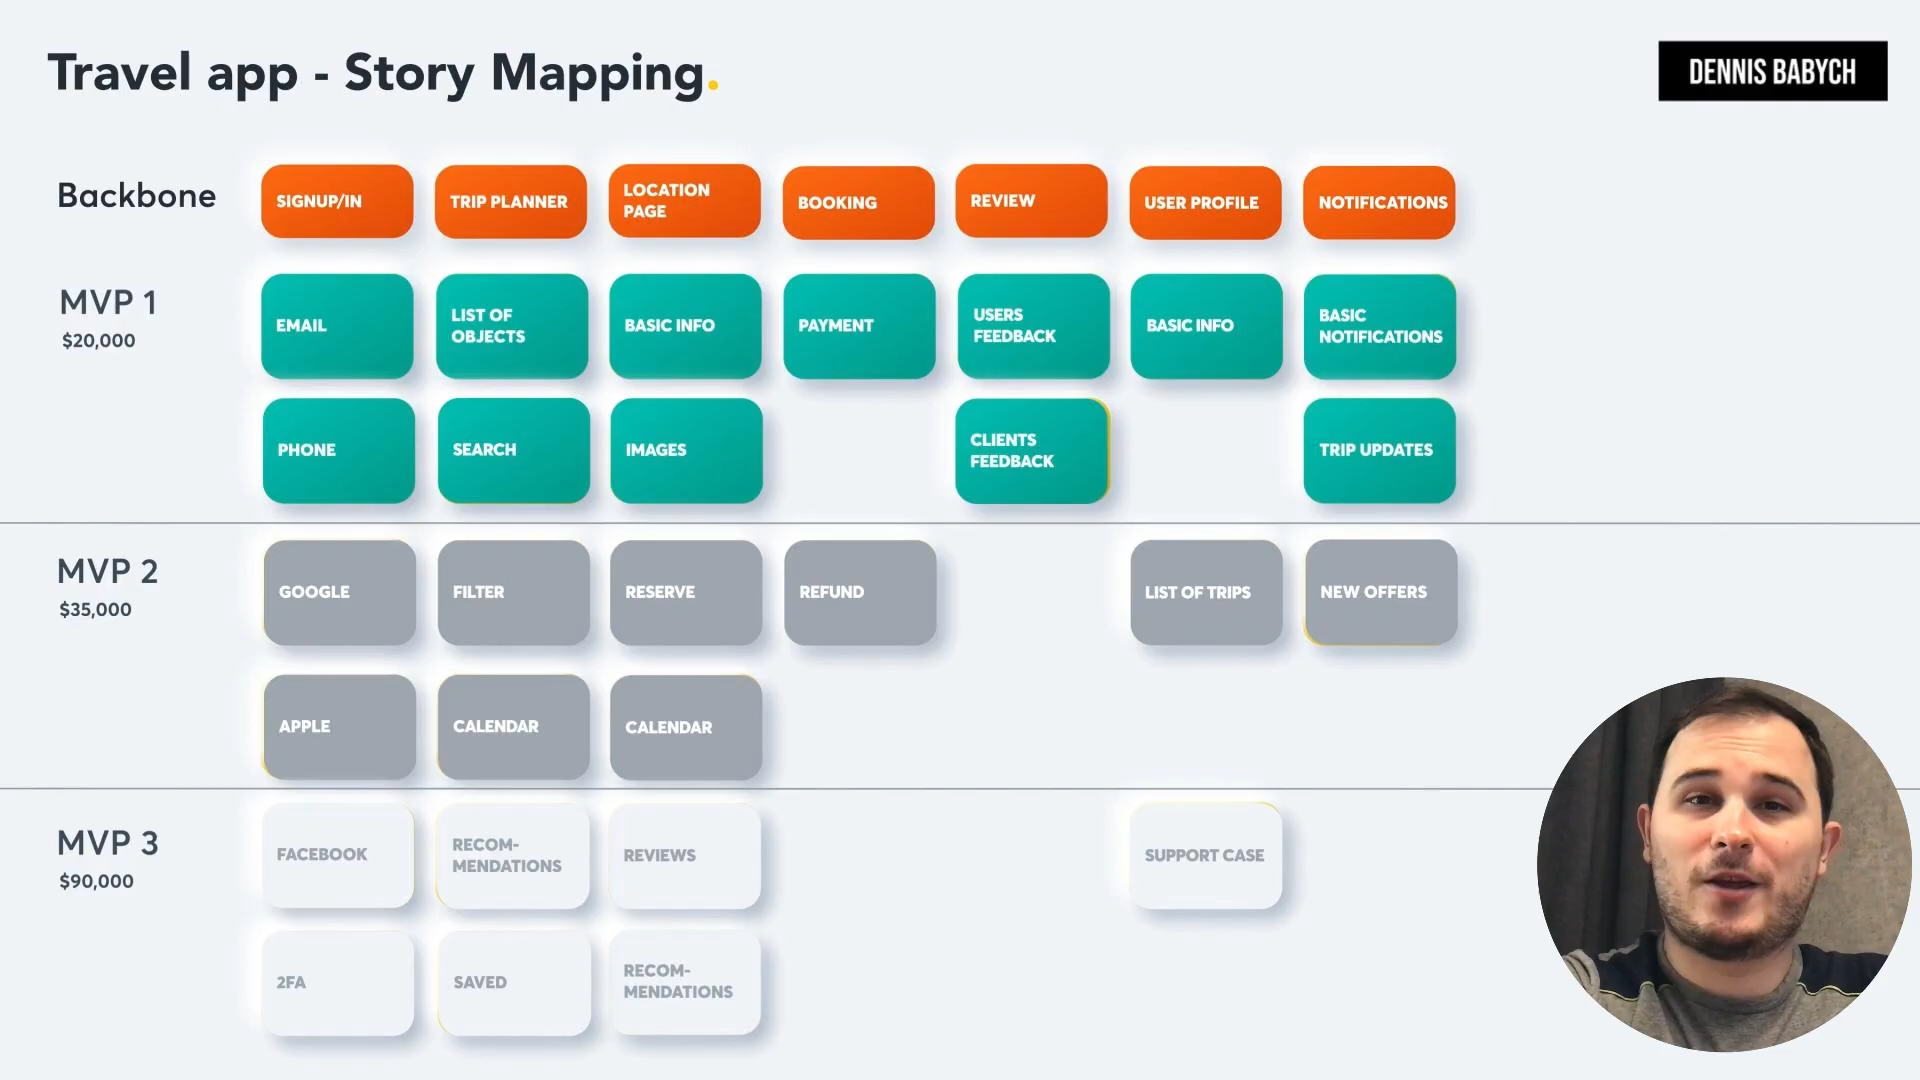 Travel app - Story Mapping.
DENNIS BABYCH
Backbone
SIGNUP/IN
TRIP PLANNER
LOCATION
PAGE
BOOKING
REVIEW
USER PROFILE
NOTIFICATIONS
MVP 1
$20,000
EMAIL
LIST OF
OBJECTS
BASIC INFO
PAYMENT
USERS
FEEDBACK
BASIC INFO
BASIC
NOTIFICATIONS
PHONE
SEARCH
IMAGES
CLIENTS
FEEDBACK
TRIP UPDATES
MVP 2
$35,000
GOOGLE
FILTER
RESERVE
REFUND
LIST OF TRIPS
NEW OFFERS
APPLE
CALENDAR
CALENDAR
MVP 3
$90,000
FACEBOOK
RECOM-
MENDATIONS
REVIEWS
SUPPORT CASE
2FA
SAVED
RECOM-
MENDATIONS